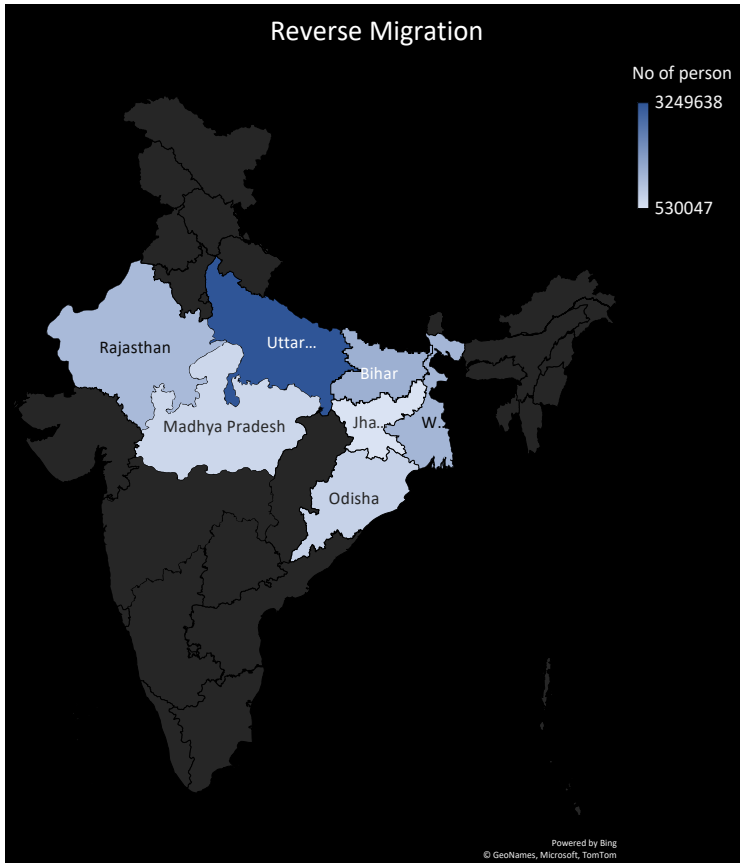 Reverse Migration
No of person
3249638
530047
Rajasthan
Uttar...
Bihar
Madhya Pradesh
Jha..
W..
Odisha
Powered by Bing
© GeoNames, Microsoft, TomTom